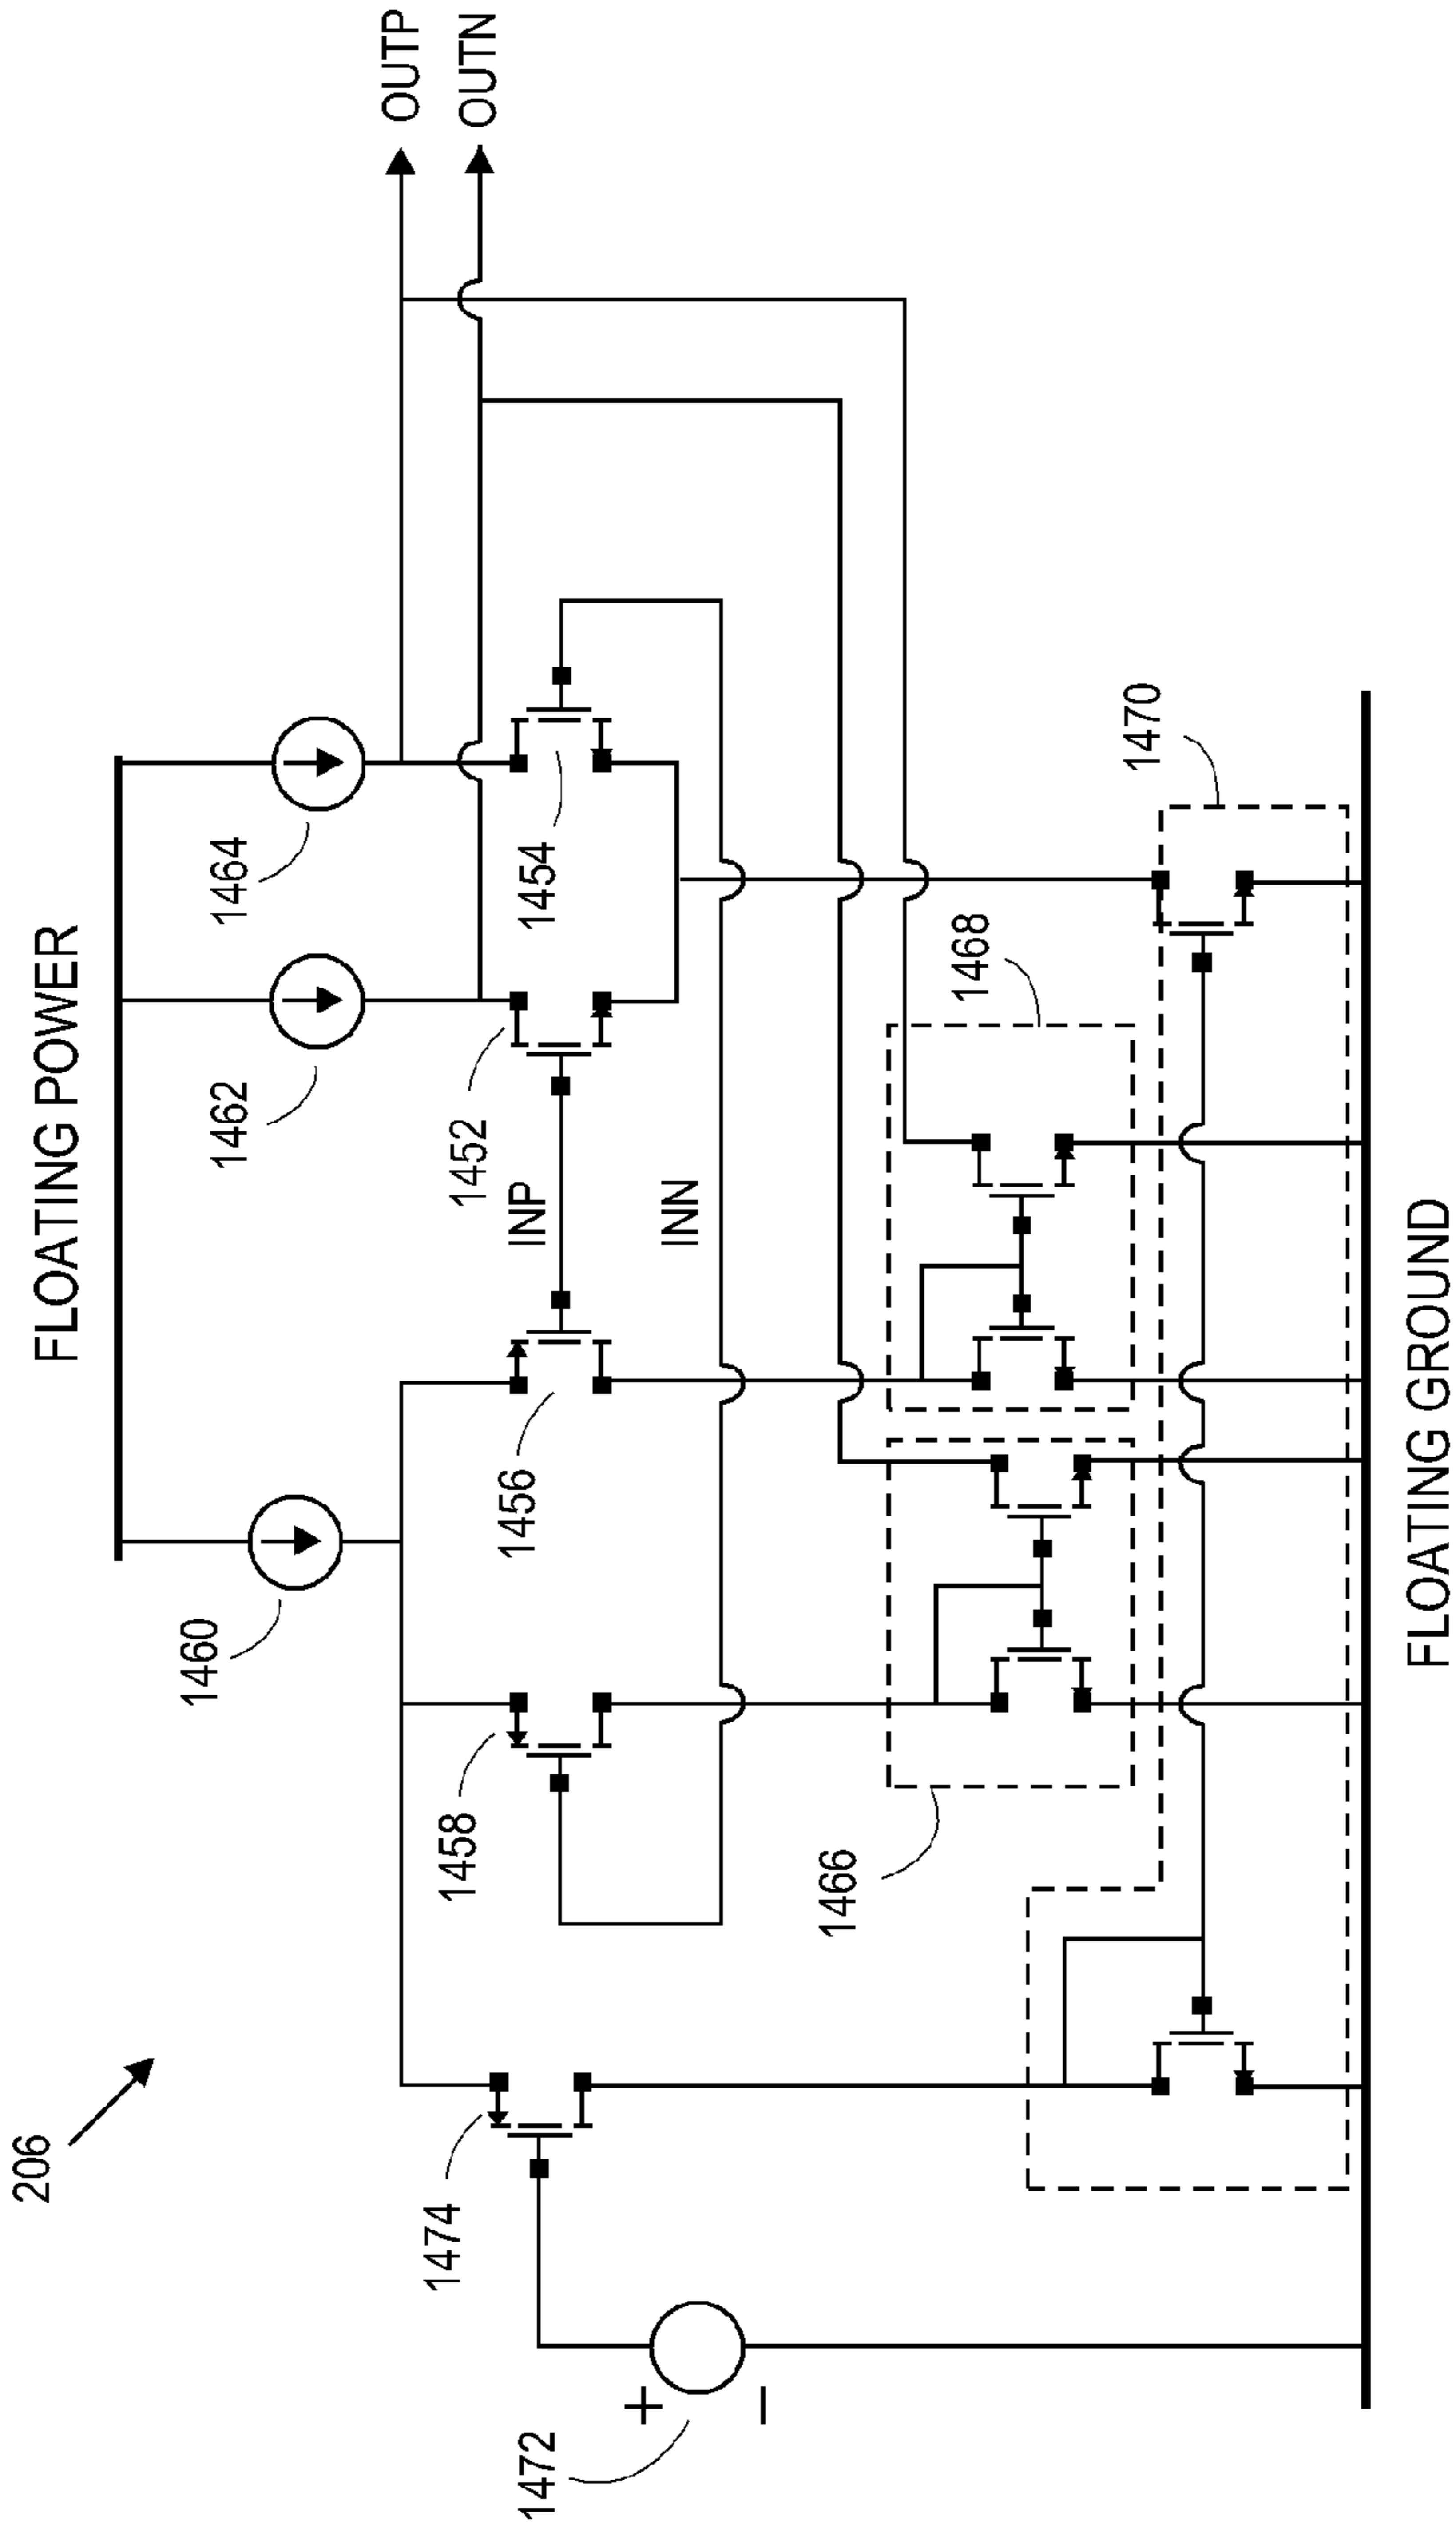 206
FLOATING POWER
1460
1462
1464
OUTP
OUTN
1474
1458
1456
1452
1454
INP
INN
1472
1466
1468
1470
+
–
FLOATING GROUND